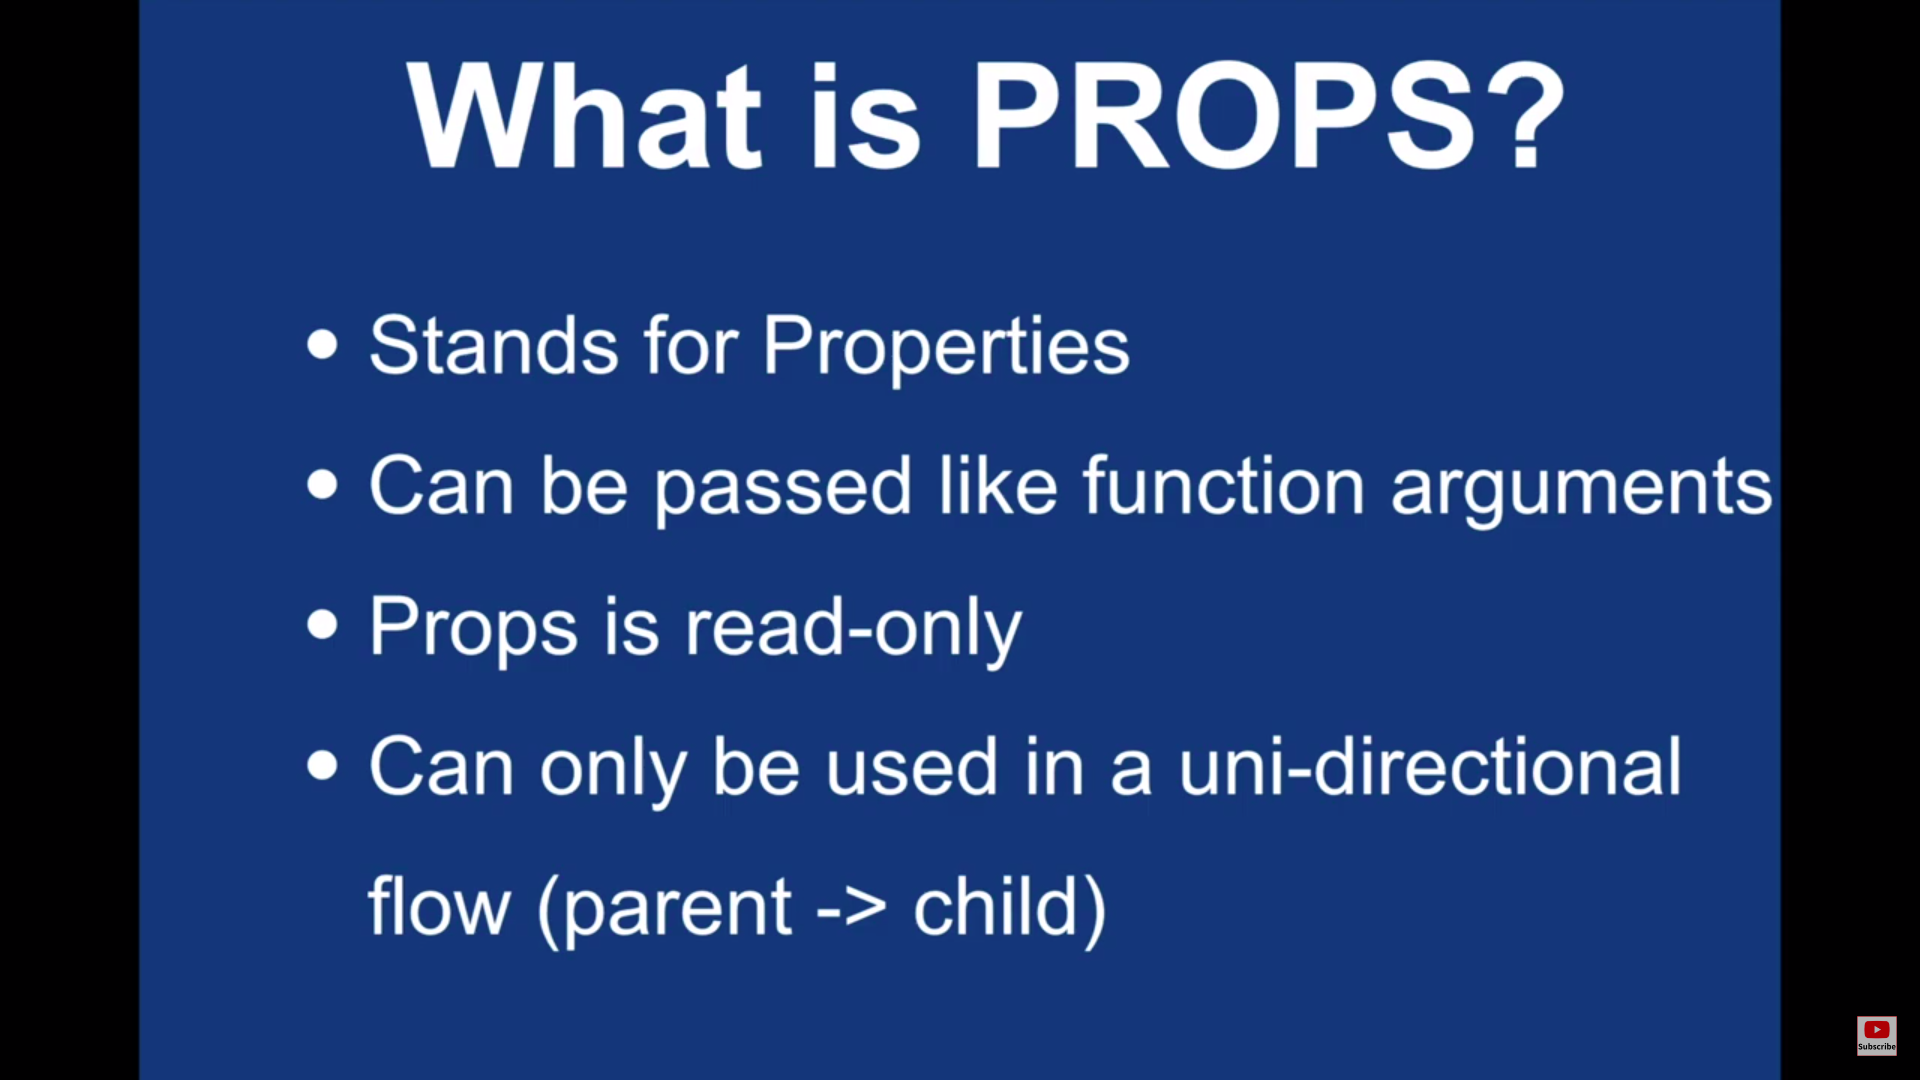 What is PROPS?
• Stands for Properties
• Can be passed like function arguments
• Props is read-only
• Can only be used in a uni-directional
flow (parent -> child)
Subscribe